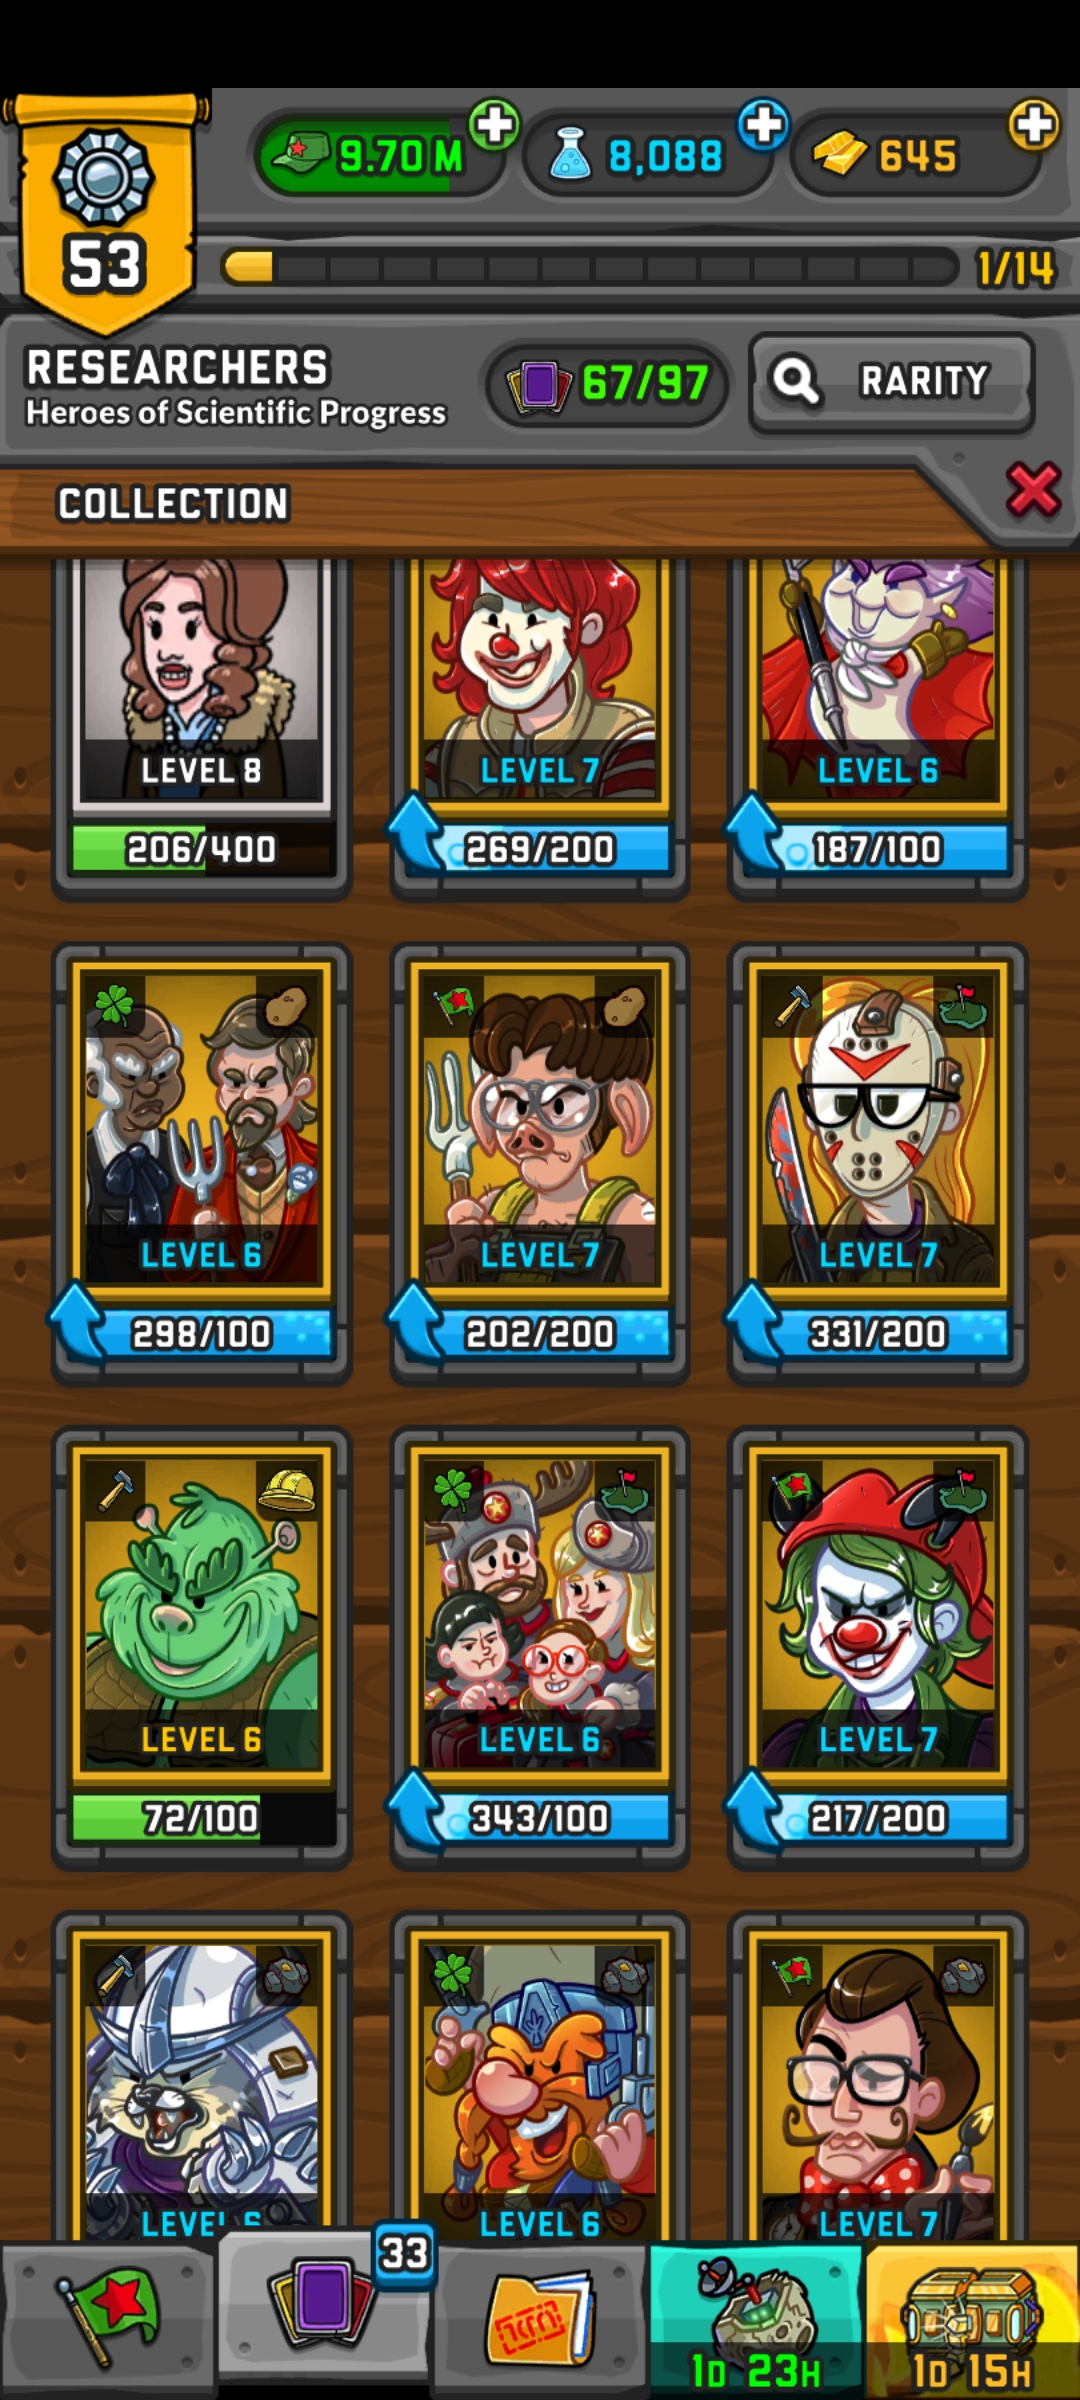 9.70 M
8,088
645
53
1/14
RESEARCHERS
Heroes of Scientific Progress
67/97
RARITY
COLLECTION
LEVEL 8
LEVEL 7
LEVEL 6
206/400
269/200
187/100
LEVEL 6
LEVEL 7
LEVEL 7
298/100
202/200
331/200
LEVEL 6
LEVEL 6
LEVEL 7
72/100
343/100
217/200
LEVEL 6
LEVEL 6
LEVEL 7
33
1D 23H
1D 15H